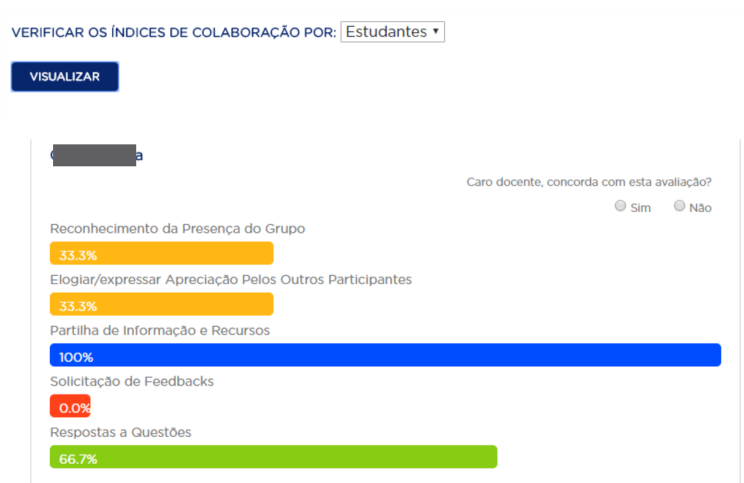 VERIFICAR OS ÍNDICES DE COLABORAÇÃO POR: Estudantes
VISUALIZAR
a
Caro docente, concorda com esta avaliação?
Sim Não
Reconhecimento da Presença do Grupo
33.3%
Elogiar/expressar Apreciação Pelos Outros Participantes
33.3%
Partilha de Informação e Recursos
100%
Solicitação de Feedbacks
0.0%
Respostas a Questões
66.7%